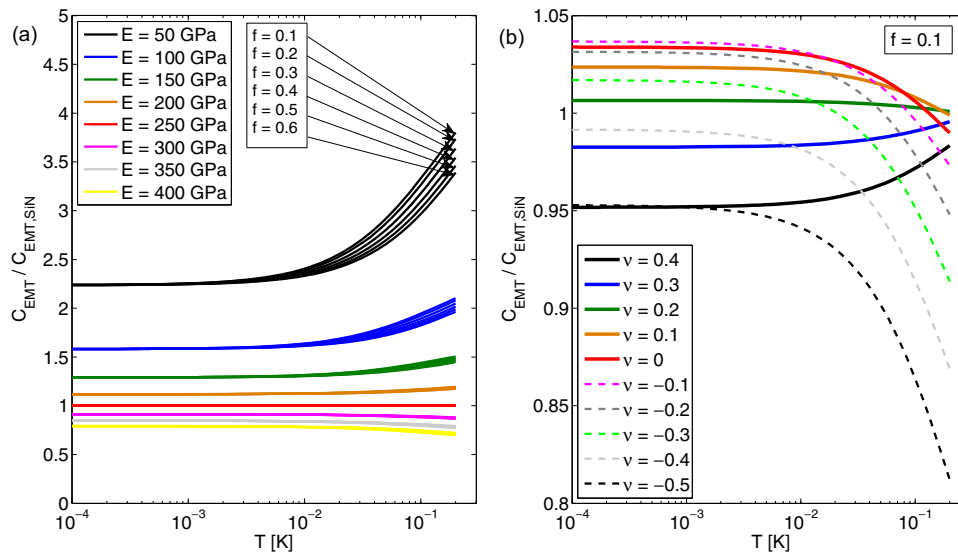 (a)
C_EMT / C_EMT,SiN
5
4.5
4
3.5
3
2.5
2
1.5
1
0.5
0
E = 50 GPa
E = 100 GPa
E = 150 GPa
E = 200 GPa
E = 250 GPa
E = 300 GPa
E = 350 GPa
E = 400 GPa
f = 0.1
f = 0.2
f = 0.3
f = 0.4
f = 0.5
f = 0.6
10⁻⁴ 10⁻³ 10⁻² 10⁻¹
T [K]
(b)
C_EMT / C_EMT,SiN
1.05
1
0.95
0.9
0.85
0.8
f = 0.1
ν = 0.4
ν = 0.3
ν = 0.2
ν = 0.1
ν = 0
ν = −0.1
ν = −0.2
ν = −0.3
ν = −0.4
ν = −0.5
10⁻⁴ 10⁻³ 10⁻² 10⁻¹
T [K]